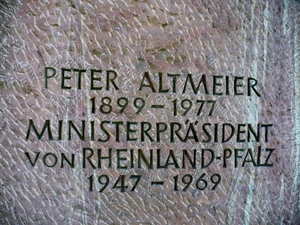 PETER ALTMEIER
1899 – 1977
MINISTERPRÄSIDENT
VON RHEINLAND-PFALZ
1947 – 1969